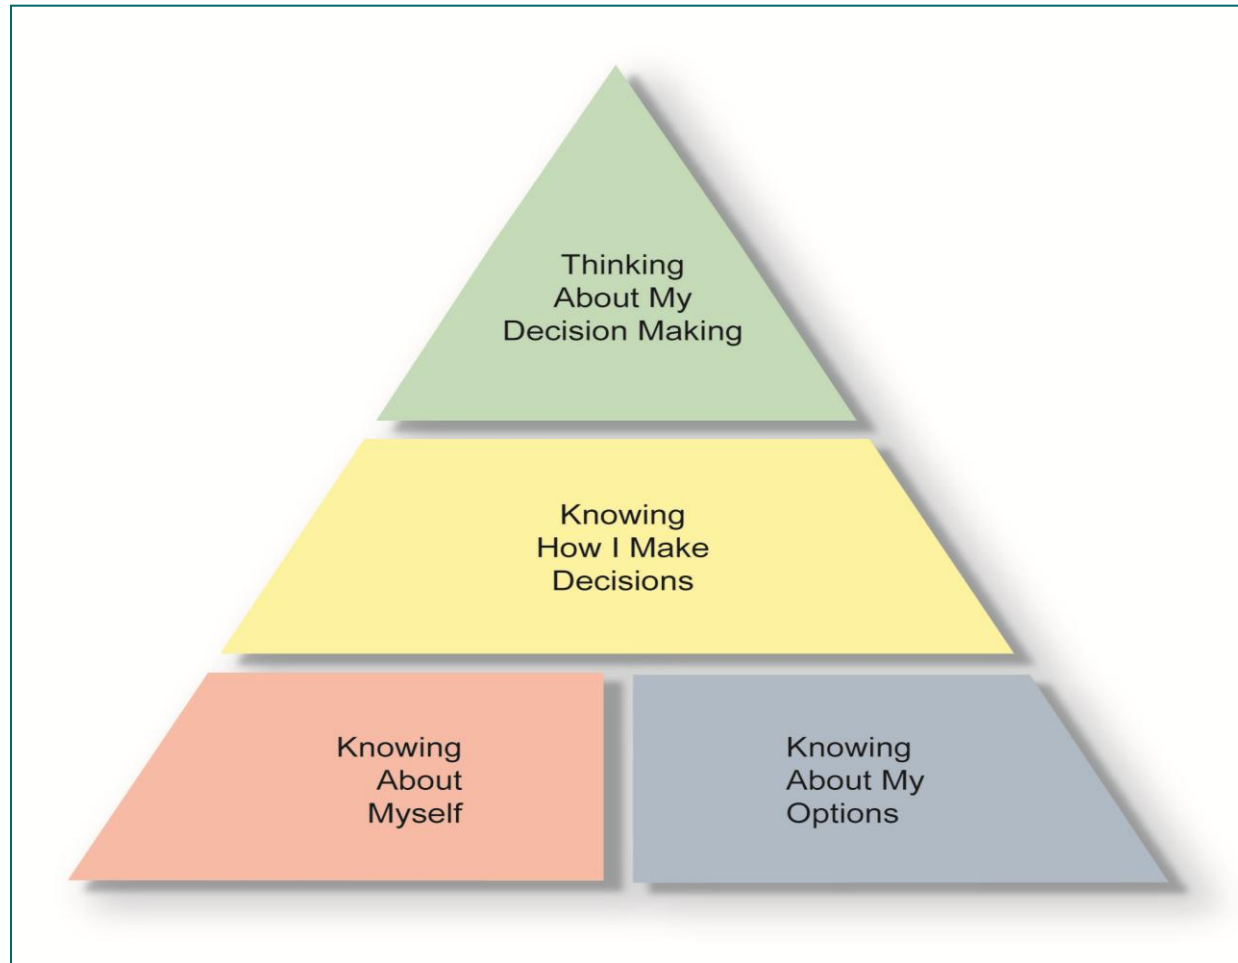 Thinking
About My
Decision Making
Knowing
How I Make
Decisions
Knowing
About
Myself
Knowing
About My
Options